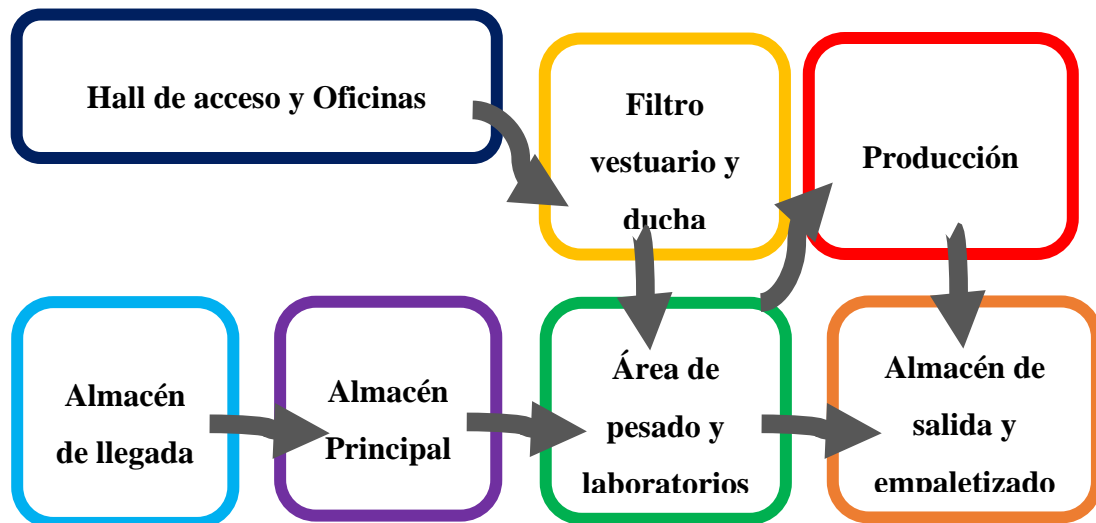 Hall de acceso y Oficinas
Filtro
vestuario y
ducha
Producción
Almacén
de llegada
Almacén
Principal
Área de
pesado y
laboratorios
Almacén de
salida y
empaletizado